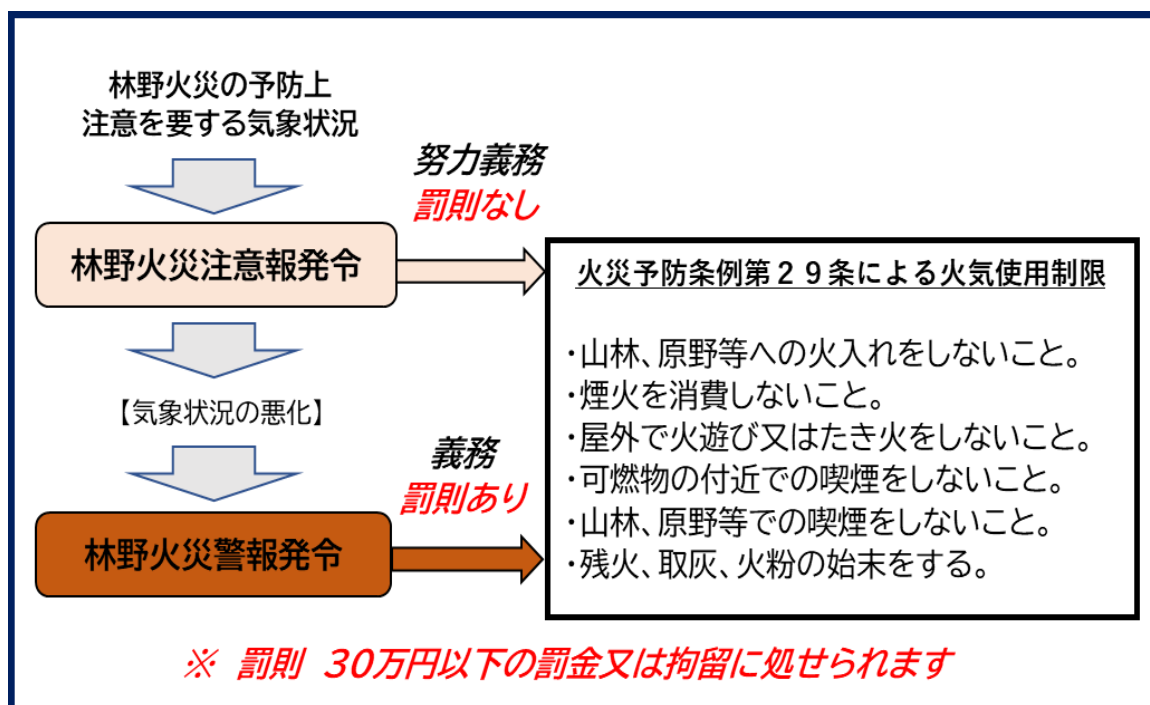 林野火災の予防上
注意を要する気象状況
努力義務
罰則なし
林野火災注意報発令
火災予防条例第２９条による火気使用制限
・山林、原野等への火入れをしないこと。
・煙火を消費しないこと。
・屋外で火遊び又はたき火をしないこと。
・可燃物の付近での喫煙をしないこと。
・山林、原野等での喫煙をしないこと。
・残火、取灰、火粉の始末をする。
【気象状況の悪化】
義務
罰則あり
林野火災警報発令
※ 罰則 30万円以下の罰金又は拘留に処せられます